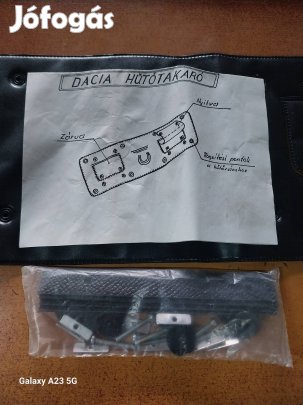 Jófogás
DACIA HŰTŐTAKARÓ
Nyitva
Zárva
Rögzítési pontok
a hűtőrácshoz
Galaxy A23 5G